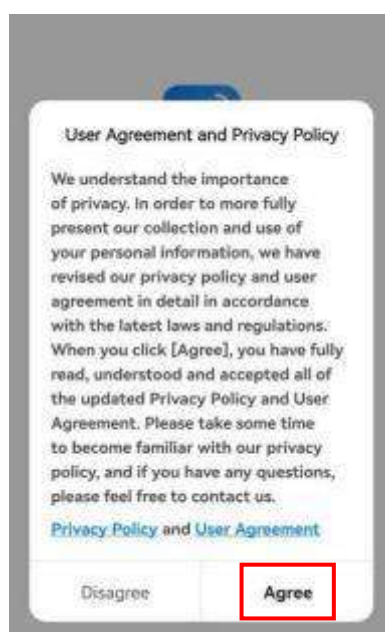 User Agreement and Privacy Policy
We understand the importance
of privacy. In order to more fully
present our collection and use of
your personal information, we have
revised our privacy policy and user
agreement in detail in accordance
with the latest laws and regulations.
When you click [Agree], you have fully
read, understood and accepted all of
the updated Privacy Policy and User
Agreement. Please take some time
to become familiar with our privacy
policy, and if you have any questions,
please feel free to contact us.
Privacy Policy and User Agreement
Disagree Agree